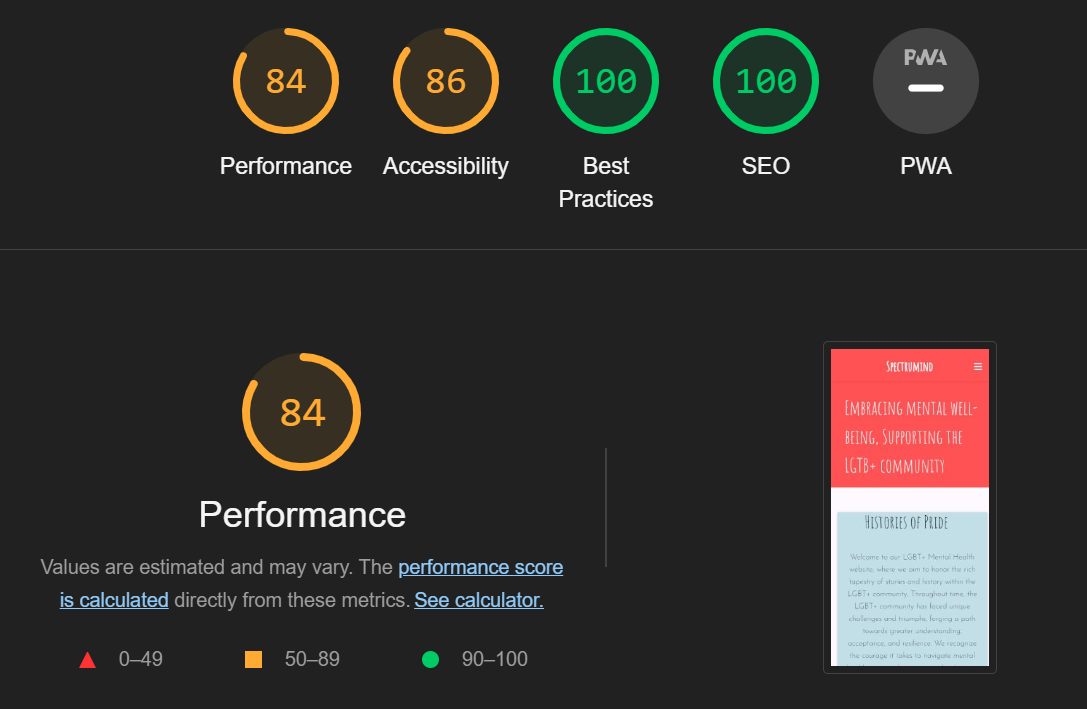 84
86
100
100
PWA
Performance
Accessibility
Best
Practices
SEO
PWA
84
Performance
Values are estimated and may vary. The performance score
is calculated directly from these metrics. See calculator.
0–49
50–89
90–100
Spectrumind
Embracing mental well-
being, Supporting the
LGTB+ community
Histories of Pride
Welcome to our LGBT+ Mental Health
website, where we aim to honor the rich
tapestry of stories and history within the
LGBT+ community. Throughout time, the
LGBT+ community has faced unique
challenges and triumphs, forging a path
towards greater understanding,
acceptance, and resilience. We recognize
the courage it takes to navigate mental